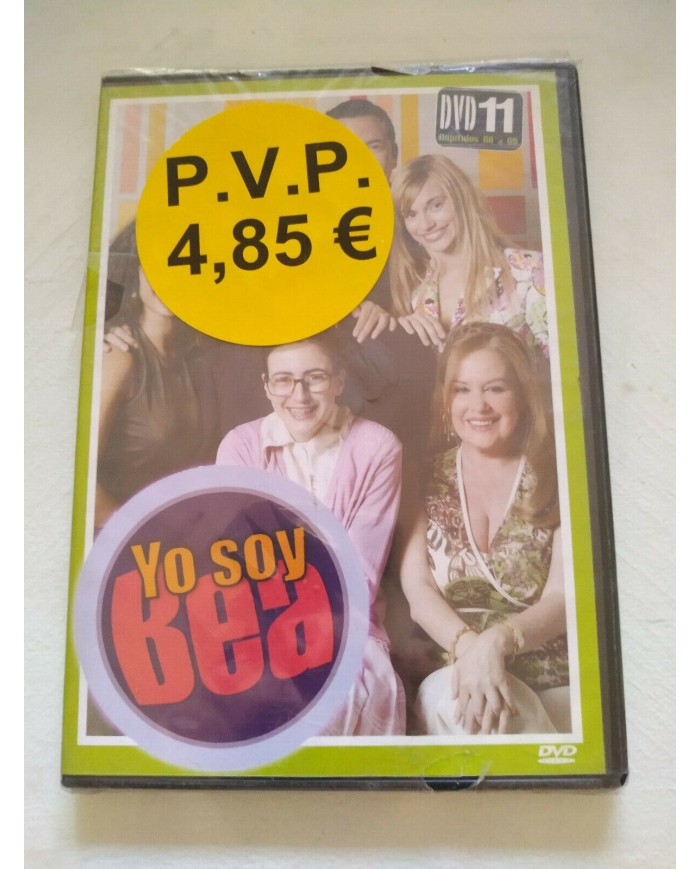 DVD 11
P.V.P.
4,85 €
Yo soy
Bea
DVD